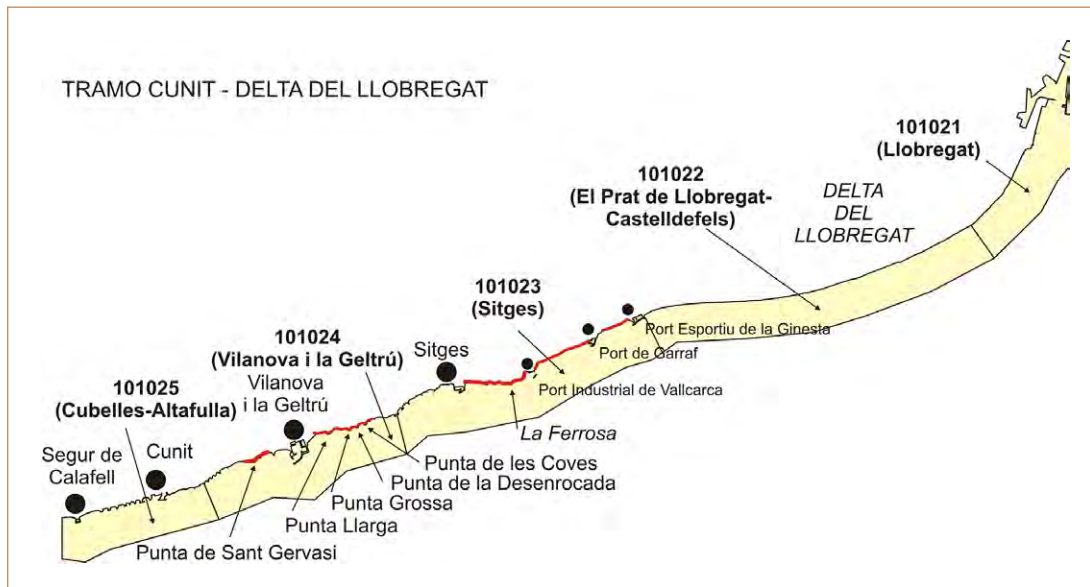 TRAMO CUNIT - DELTA DEL LLOBREGAT
101021
(Llobregat)
101022
(El Prat de Llobregat-
Castelldefels)
DELTA
DEL
LLOBREGAT
101023
(Sitges)
Port Esportiu de la Ginesta
101024
(Vilanova i la Geltrú)
Vilanova
i la Geltrú
Sitges
Port de Garraf
101025
(Cubelles-Altafulla)
Port Industrial de Vallcarca
La Ferrosa
Segur de
Calafell
Cunit
Punta de les Coves
Punta de la Desenrocada
Punta Grossa
Punta Llarga
Punta de Sant Gervasi